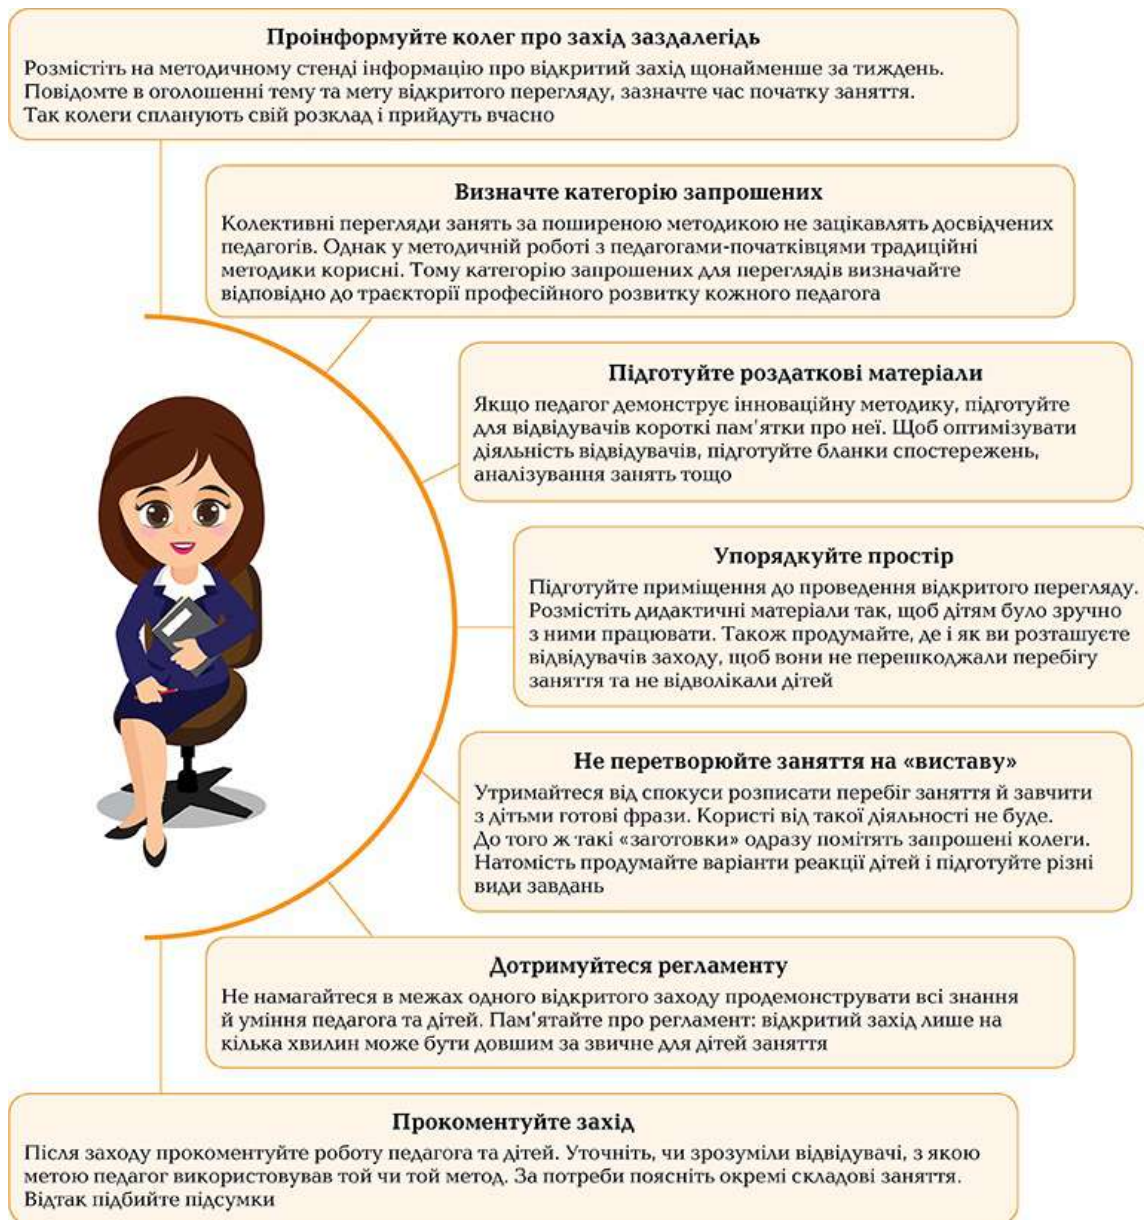 Проінформуйте колег про захід заздалегідь
Розмістіть на методичному стенді інформацію про відкритий захід щонайменше за тиждень.
Повідомте в оголошенні тему та мету відкритого перегляду, зазначте час початку заняття.
Так колеги сплануть свій розклад і прийдуть вчасно
Визначте категорію запрошених
Колективні перегляди занять за поширеною методикою не зацікавлять досвідчених
педагогів. Однак у методичній роботі з педагогами-початківцями традиційні
методики корисні. Тому категорію запрошених для переглядів визначайте
відповідно до траєкторії професійного розвитку кожного педагога
Підготуйте роздаткові матеріали
Якщо педагог демонструє інноваційну методику, підготуйте
для відвідувачів короткі пам’ятки про неї. Щоб оптимізувати
діяльність відвідувачів, підготуйте бланки спостережень,
аналізування занять тощо
Упорядкуйте простір
Підготуйте приміщення до проведення відкритого перегляду.
Розмістіть дидактичні матеріали так, щоб дітям було зручно
з ними працювати. Також продумайте, де і як ви розташуєте
відвідувачів заходу, щоб вони не перешкоджали перебігу
заняття та не відволікали дітей
Не перетворюйте заняття на «виставу»
Утримайтеся від спокуси розписати перебіг заняття й завчити
з дітьми готові фрази. Користі від такої діяльності не буде.
До того ж такі «заготовки» одразу помітять запрошені колеги.
Натомість продумайте варіанти реакції дітей і підготуйте різні
види завдань
Дотримуйтеся регламенту
Не намагайтеся в межах одного відкритого заходу продемонструвати всі знання
й уміння педагога та дітей. Пам’ятайте про регламент: відкритий захід лише на
кілька хвилин може бути довшим за звичне для дітей заняття
Прокоментуйте захід
Після заходу прокоментуйте роботу педагога та дітей. Уточніть, чи зрозуміли відвідувачі, з якою
метою педагог використовував той чи той метод. За потреби поясніть окремі складові заняття.
Відтак підбийте підсумки